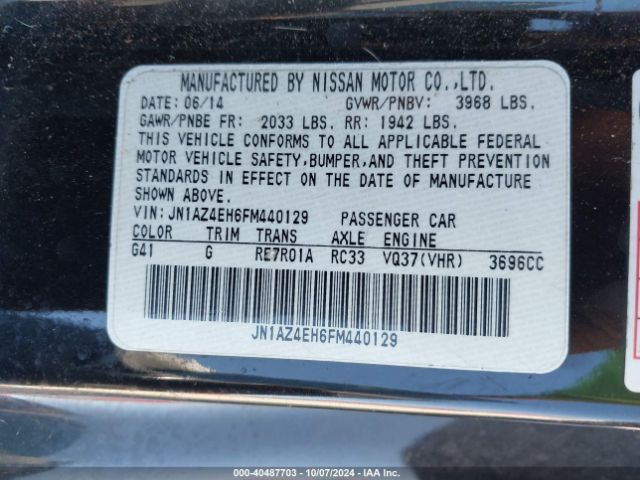 MANUFACTURED BY NISSAN MOTOR CO.,LTD.
DATE: 06/14 GVWR/PNBV: 3968 LBS.
GAWR/PNBE FR: 2033 LBS. RR: 1942 LBS.
THIS VEHICLE CONFORMS TO ALL APPLICABLE FEDERAL
MOTOR VEHICLE SAFETY,BUMPER,AND THEFT PREVENTION
STANDARDS IN EFFECT ON THE DATE OF MANUFACTURE
SHOWN ABOVE.
VIN: JN1AZ4EH6FM440129 PASSENGER CAR
COLOR TRIM TRANS AXLE ENGINE
G41 G RE7R01A RC33 VQ37(VHR) 3696CC
JN1AZ4EH6FM440129
000-40487703 - 10/07/2024 - IAA Inc.